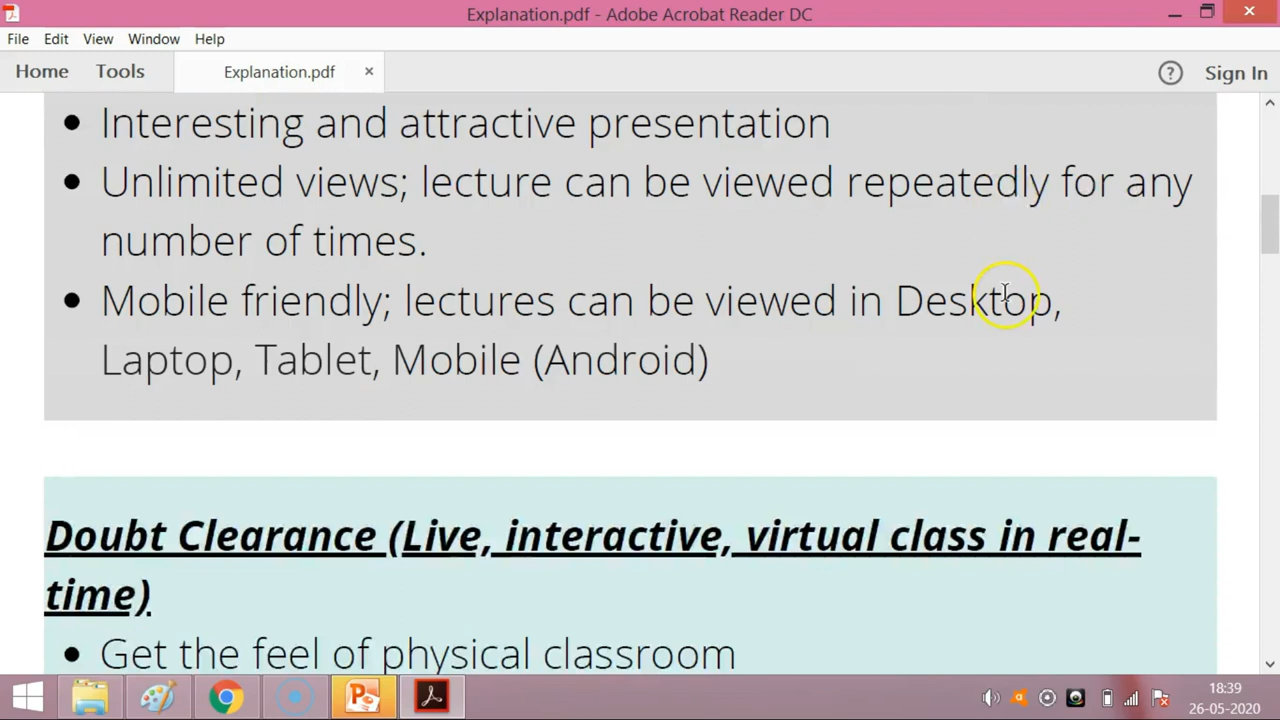 Explanation.pdf - Adobe Acrobat Reader DC
File Edit View Window Help
Home Tools Explanation.pdf × ? Sign In
• Interesting and attractive presentation
• Unlimited views; lecture can be viewed repeatedly for any
number of times.
• Mobile friendly; lectures can be viewed in Desktop,
Laptop, Tablet, Mobile (Android)
Doubt Clearance (Live, interactive, virtual class in real-
time)
• Get the feel of physical classroom
18:39
26-05-2020